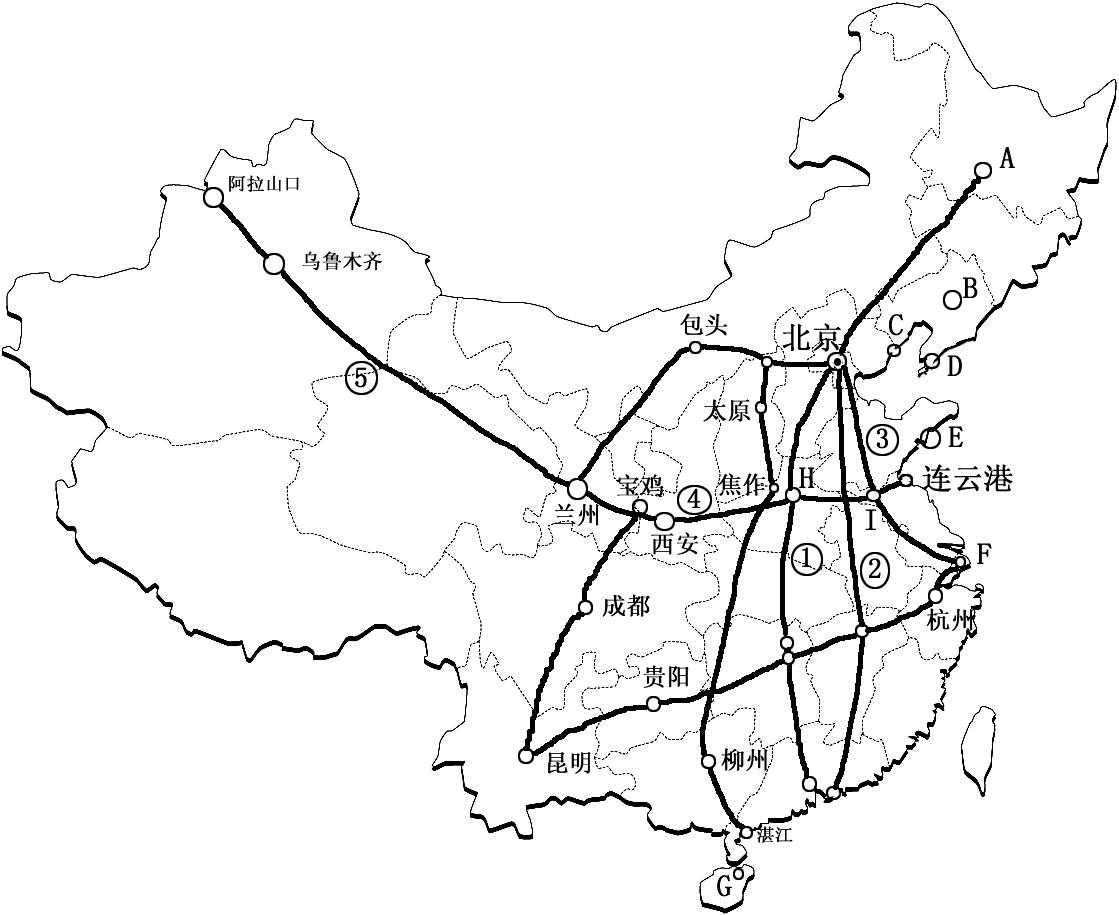 A
阿拉山口
乌鲁木齐
B
包头
北京
C
D
⑤
太原
③
E
宝鸡
④
焦作
H
连云港
兰州
西安
I
①
②
F
成都
杭州
贵阳
昆明
柳州
湛江
G